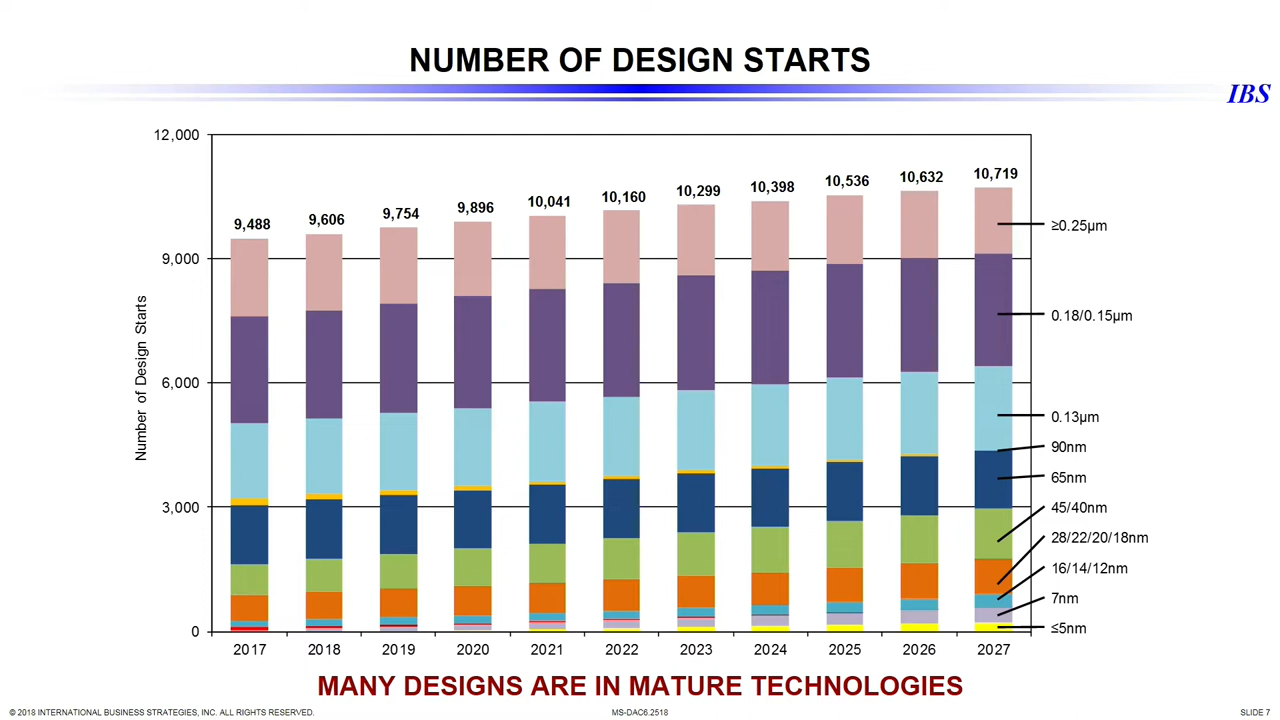 NUMBER OF DESIGN STARTS
IBS
12,000
9,000
6,000
3,000
0
Number of Design Starts
9,488
9,606
9,754
9,896
10,041
10,160
10,299
10,398
10,536
10,632
10,719
≥0.25µm
0.18/0.15µm
0.13µm
90nm
65nm
45/40nm
28/22/20/18nm
16/14/12nm
7nm
≤5nm
2017 2018 2019 2020 2021 2022 2023 2024 2025 2026 2027
MANY DESIGNS ARE IN MATURE TECHNOLOGIES
© 2018 INTERNATIONAL BUSINESS STRATEGIES, INC. ALL RIGHTS RESERVED. MS-DAC6.2518 SLIDE 7